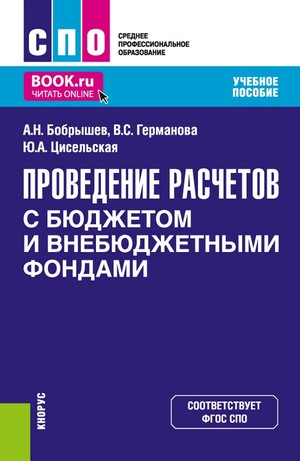 СПО
СРЕДНЕЕ
ПРОФЕССИОНАЛЬНОЕ
ОБРАЗОВАНИЕ
BOOK.ru
ЧИТАТЬ ONLINE
УЧЕБНОЕ
ПОСОБИЕ
А.Н. Бобрышев, В.С. Германова
Ю.А. Цисельская
ПРОВЕДЕНИЕ РАСЧЕТОВ
С БЮДЖЕТОМ
И ВНЕБЮДЖЕТНЫМИ
ФОНДАМИ
СООТВЕТСТВУЕТ
ФГОС СПО
КНОРУС